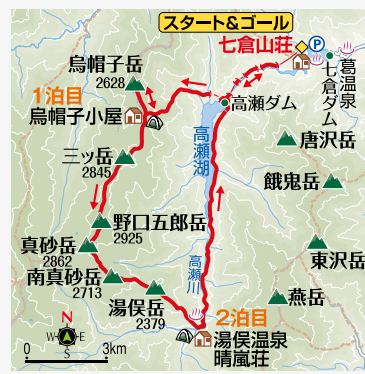 スタート&ゴール
七倉山荘
P
烏帽子岳
2628
1泊目
烏帽子小屋
高瀬ダム
七倉ダム
葛温泉
高瀬湖
唐沢岳
三ッ岳
2845
餓鬼岳
野口五郎岳
2925
真砂岳
2862
東沢岳
南真砂岳
2713
高瀬川
湯俣岳
2379
燕岳
2泊目
湯俣温泉
晴嵐荘
N
W E
S
0 3km